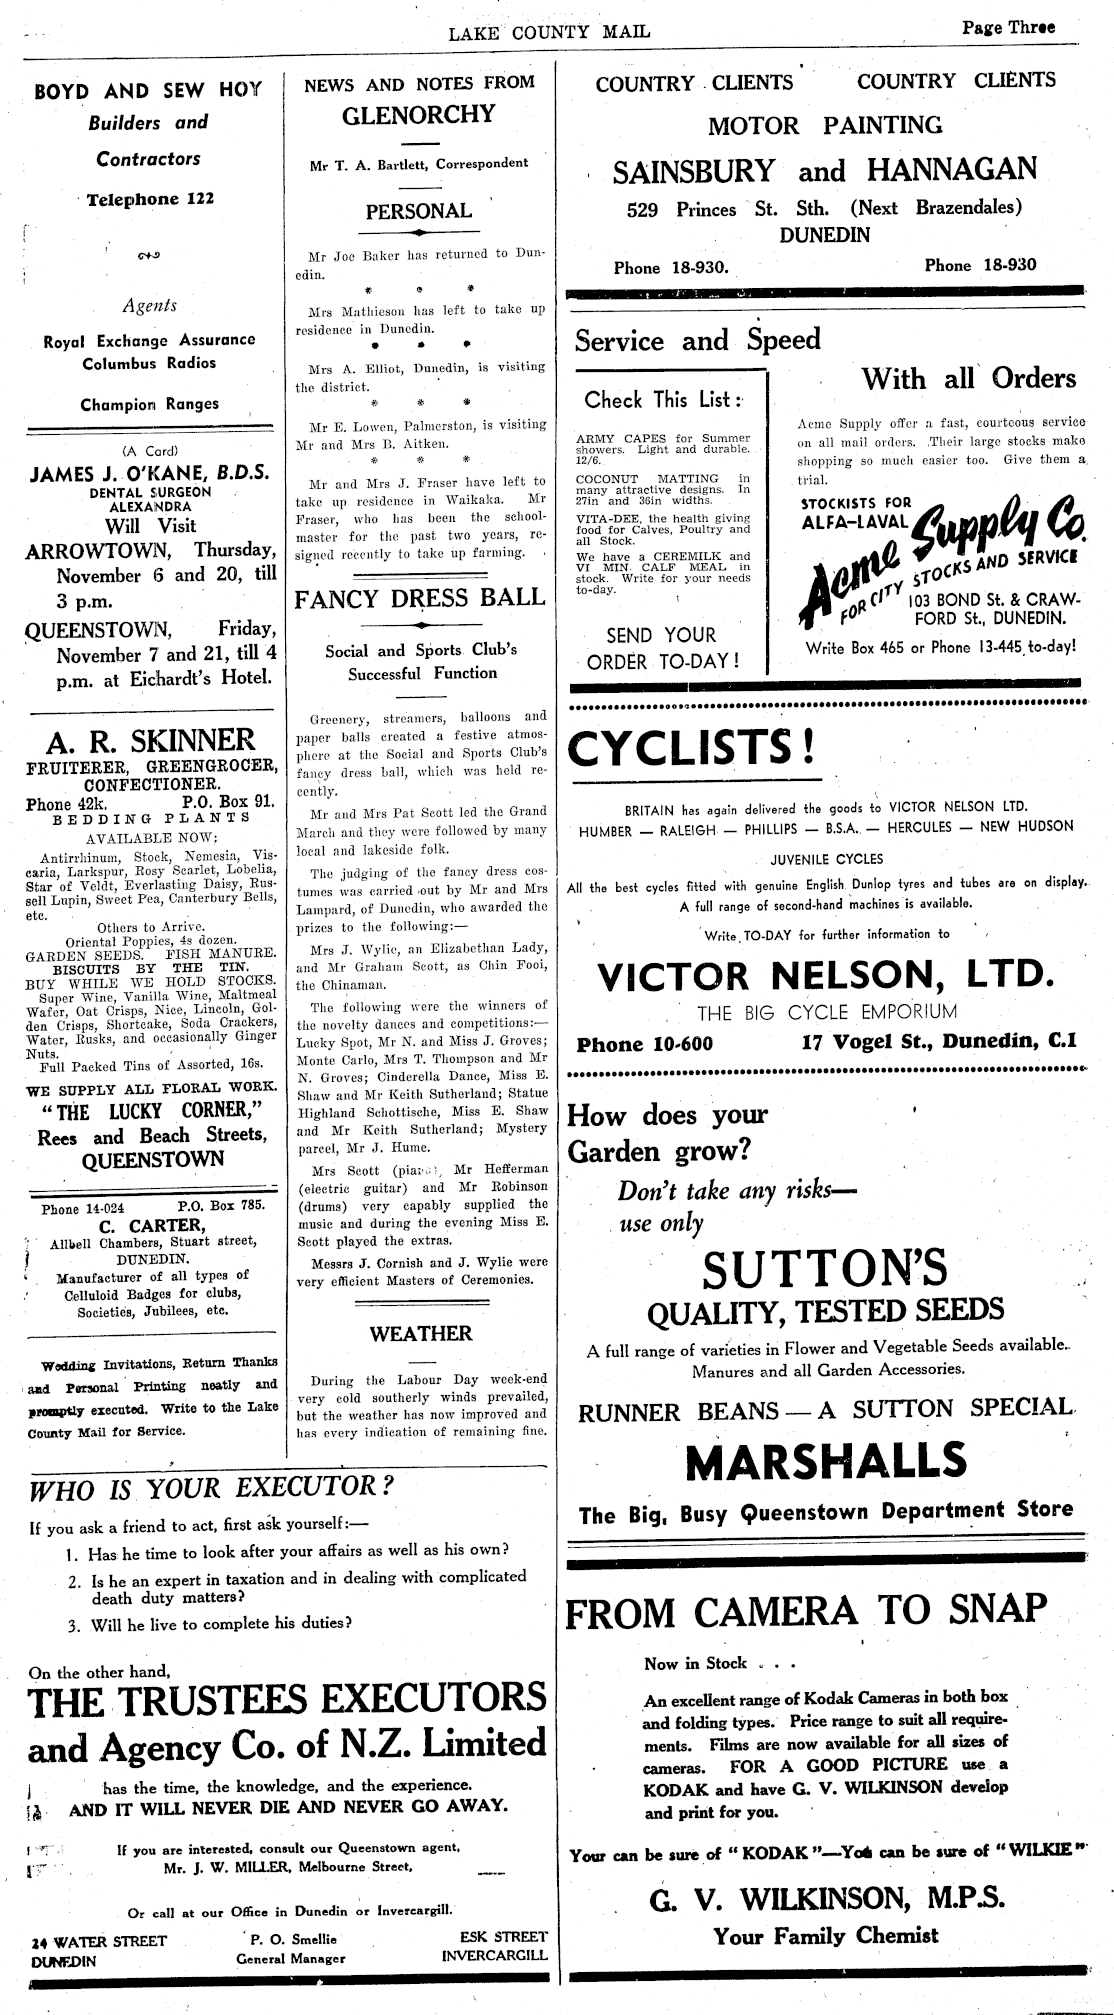 LAKE COUNTY MAIL
Page Three
BOYD AND SEW HOY
Builders and
Contractors
Telephone 122
Agents
Royal Exchange Assurance
Columbus Radios
Champion Ranges
(A Card)
JAMES J. O'KANE, B.D.S.
DENTAL SURGEON
ALEXANDRA
Will Visit
ARROWTOWN, Thursday,
November 6 and 20, till
3 p.m.
QUEENSTOWN, Friday,
November 7 and 21, till 4
p.m. at Eichardt's Hotel.
A. R. SKINNER
FRUITERER, GREENGROCER,
CONFECTIONER.
Phone 42k. P.O. Box 91.
BEDDING PLANTS
AVAILABLE NOW:
Antirrhinum, Stock, Nemesia, Vis-
caria, Larkspur, Rosy Scarlet, Lobelia,
Star of Veldt, Everlasting Daisy, Rus-
sell Lupin, Sweet Pea, Canterbury Bells,
etc.
Others to Arrive.
Oriental Poppies, 4s dozen.
GARDEN SEEDS. FISH MANURE.
BISCUITS BY THE TIN.
BUY WHILE WE HOLD STOCKS.
Super Wine, Vanilla Wine, Maltmeal
Wafer, Oat Crisps, Nice, Lincoln, Gol-
den Crisps, Shortcake, Soda Crackers,
Water, Rusks, and occasionally Ginger
Nuts.
Full Packed Tins of Assorted, 16s.
WE SUPPLY ALL FLORAL WORK.
"THE LUCKY CORNER,"
Rees and Beach Streets,
QUEENSTOWN
Phone 14-024 P.O. Box 785.
C. CARTER,
Allbell Chambers, Stuart street,
DUNEDIN.
Manufacturer of all types of
Celluloid Badges for clubs,
Societies, Jubilees, etc.
Wedding Invitations, Return Thanks
and Personal Printing neatly and
promptly executed. Write to the Lake
County Mail for Service.
NEWS AND NOTES FROM
GLENORCHY
Mr T. A. Bartlett, Correspondent
PERSONAL
Mr Joe Baker has returned to Dun-
edin.
* * *
Mrs Mathieson has left to take up
residence in Dunedin.
* * *
Mrs A. Elliot, Dunedin, is visiting
the district.
* * *
Mr E. Lowen, Palmerston, is visiting
Mr and Mrs B. Aitken.
* * *
Mr and Mrs J. Fraser have left to
take up residence in Waikaka. Mr
Fraser, who has been the school-
master for the past two years, re-
signed recently to take up farming.
FANCY DRESS BALL
Social and Sports Club's
Successful Function
Greenery, streamers, balloons and
paper balls created a festive atmos-
phere at the Social and Sports Club's
fancy dress ball, which was held re-
cently.
Mr and Mrs Pat Scott led the Grand
March and they were followed by many
local and lakeside folk.
The judging of the fancy dress cos-
tumes was carried out by Mr and Mrs
Lampard, of Dunedin, who awarded the
prizes to the following:—
Mrs J. Wylie, an Elizabethan Lady,
and Mr Graham Scott, as Chin Fooi,
the Chinaman.
The following were the winners of
the novelty dances and competitions:—
Lucky Spot, Mr N. and Miss J. Groves;
Monte Carlo, Mrs T. Thompson and Mr
N. Groves; Cinderella Dance, Miss E.
Shaw and Mr Keith Sutherland; Statue
Highland Schottische, Miss E. Shaw
and Mr Keith Sutherland; Mystery
parcel, Mr J. Hume.
Mrs Scott Mr Hefferman
(electric guitar) and Mr Robinson
(drums) very capably supplied the
music and during the evening Miss E.
Scott played the extras.
Messrs J. Cornish and J. Wylie were
very efficient Masters of Ceremonies.
WEATHER
During the Labour Day week-end
very cold southerly winds prevailed,
but the weather has now improved and
has every indication of remaining fine.
WHO IS YOUR EXECUTOR?
If you ask a friend to act, first ask yourself:—
1. Has he time to look after your affairs as well as his own?
2. Is he an expert in taxation and in dealing with complicated
death duty matters?
3. Will he live to complete his duties?
On the other hand,
THE TRUSTEES EXECUTORS
and Agency Co. of N.Z. Limited
has the time, the knowledge, and the experience.
AND IT WILL NEVER DIE AND NEVER GO AWAY.
If you are interested, consult our Queenstown agent,
Mr. J. W. MILLER, Melbourne Street,
Or call at our Office in Dunedin or Invercargill.
24 WATER STREET
DUNEDIN
P. O. Smellie
General Manager
ESK STREET
INVERCARGILL
COUNTRY CLIENTS COUNTRY CLIENTS
MOTOR PAINTING
SAINSBURY and HANNAGAN
529 Princes St. Sth. (Next Brazendales)
DUNEDIN
Phone 18-930. Phone 18-930
Service and Speed
With all Orders
Check This List:
ARMY CAPES for Summer
showers. Light and durable.
12/6.
COCONUT MATTING in
many attractive designs. In
27in and 36in widths.
VITA-DEE, the health giving
food for Calves, Poultry and
all Stock.
We have a CEREMILK and
VI MIN CALF MEAL in
stock. Write for your needs
to-day.
SEND YOUR
ORDER TO-DAY!
Acme Supply offer a fast, courteous service
on all mail orders. Their large stocks make
shopping so much easier too. Give them a
trial.
STOCKISTS FOR
ALFA-LAVAL
Acme Supply Co.
FOR CITY STOCKS AND SERVICE
103 BOND St. & CRAW-
FORD St., DUNEDIN.
Write Box 465 or Phone 13-445 to-day!
CYCLISTS!
BRITAIN has again delivered the goods to VICTOR NELSON LTD.
HUMBER — RALEIGH — PHILLIPS — B.S.A. — HERCULES — NEW HUDSON
JUVENILE CYCLES
All the best cycles fitted with genuine English Dunlop tyres and tubes are on display.
A full range of second-hand machines is available.
Write TO-DAY for further information to
VICTOR NELSON, LTD.
THE BIG CYCLE EMPORIUM
Phone 10-600 17 Vogel St., Dunedin, C.1
How does your
Garden grow?
Don't take any risks—
use only
SUTTON'S
QUALITY, TESTED SEEDS
A full range of varieties in Flower and Vegetable Seeds available.
Manures and all Garden Accessories.
RUNNER BEANS — A SUTTON SPECIAL
MARSHALLS
The Big, Busy Queenstown Department Store
FROM CAMERA TO SNAP
Now in Stock . . .
An excellent range of Kodak Cameras in both box
and folding types. Price range to suit all require-
ments. Films are now available for all sizes of
cameras. FOR A GOOD PICTURE use a
KODAK and have G. V. WILKINSON develop
and print for you.
Your can be sure of "KODAK"—You can be sure of "WILKIE"
G. V. WILKINSON, M.P.S.
Your Family Chemist